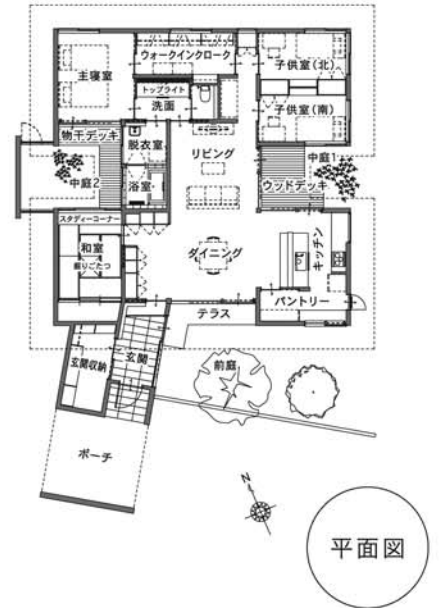 ウォークインクローク
主寝室
子供室(北)
トップライト
洗面
子供室(南)
物干デッキ
脱衣室
リビング
中庭1
中庭2
浴室
ウッドデッキ
スタディーコーナー
和室
掘りごたつ
ダイニング
キッチン
パントリー
テラス
玄関
玄関収納
前庭
ポーチ
N
平面図